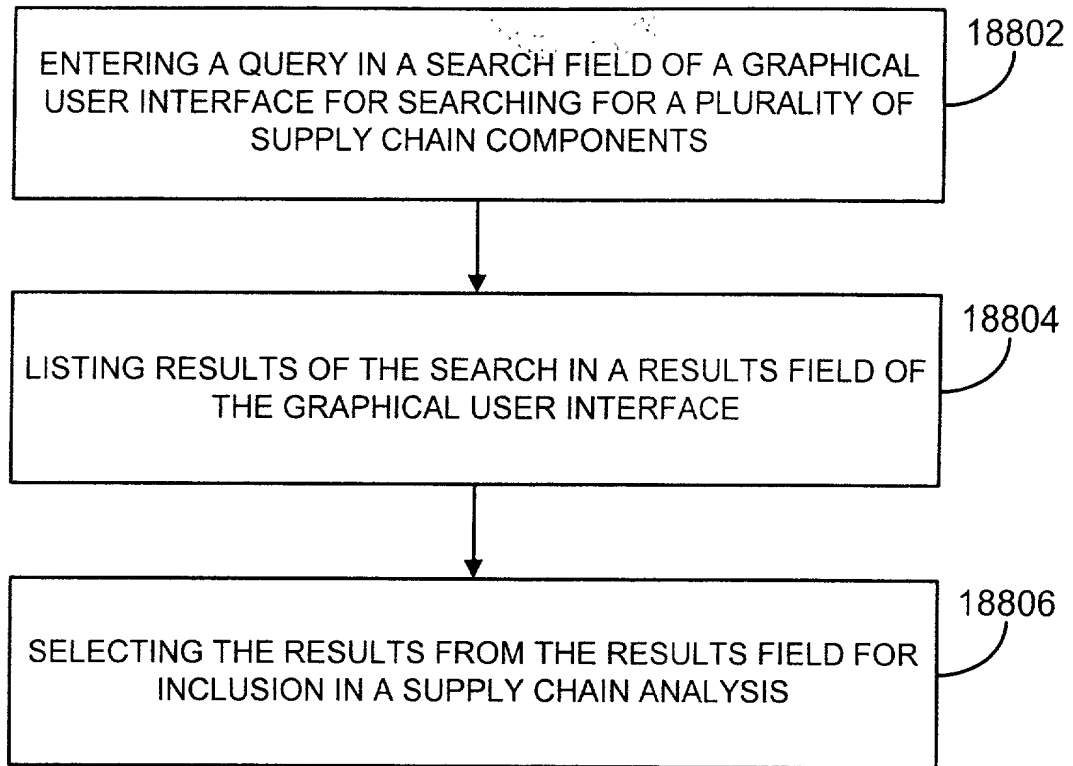 18802
ENTERING A QUERY IN A SEARCH FIELD OF A GRAPHICAL
USER INTERFACE FOR SEARCHING FOR A PLURALITY OF
SUPPLY CHAIN COMPONENTS
18804
LISTING RESULTS OF THE SEARCH IN A RESULTS FIELD OF
THE GRAPHICAL USER INTERFACE
18806
SELECTING THE RESULTS FROM THE RESULTS FIELD FOR
INCLUSION IN A SUPPLY CHAIN ANALYSIS